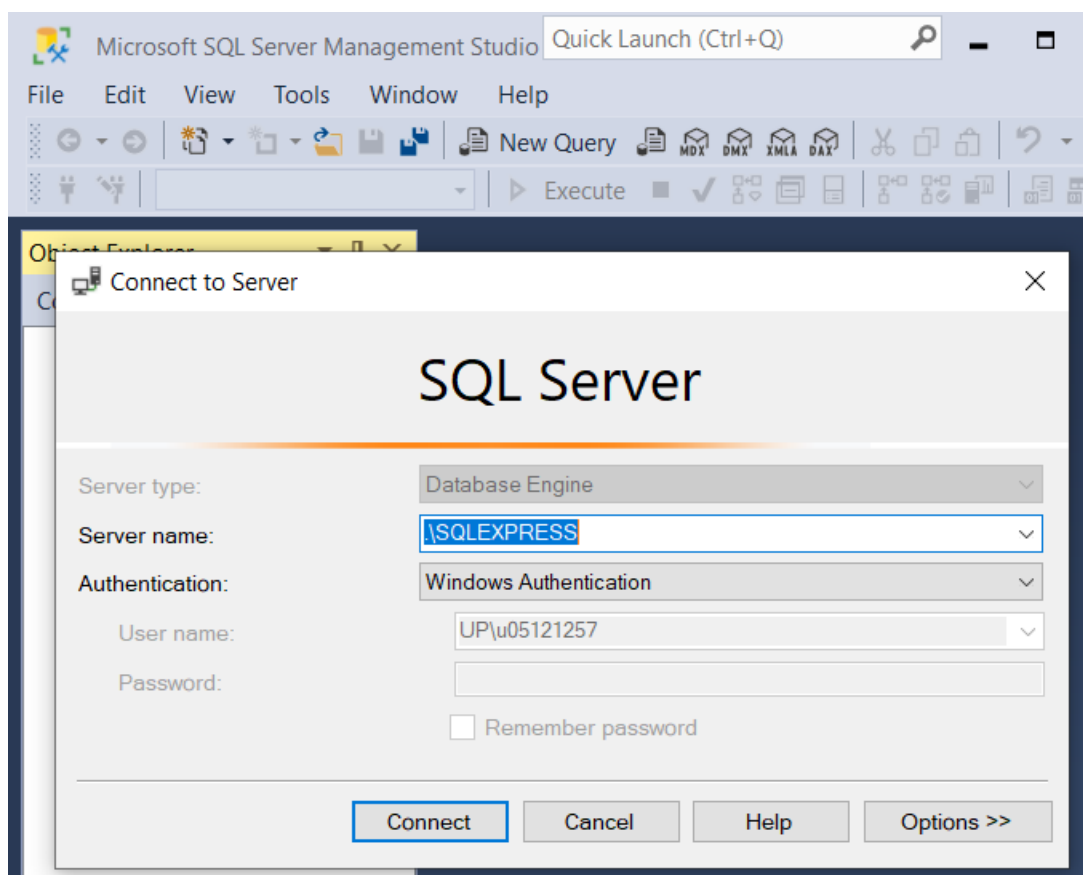 Microsoft SQL Server Management Studio Quick Launch (Ctrl+Q)
File Edit View Tools Window Help
New Query MDX DMX XMLA DAX
Execute
Object Explorer
Connect to Server
SQL Server
Server type: Database Engine
Server name: .\SQLEXPRESS
Authentication: Windows Authentication
User name: UP\u05121257
Password:
Remember password
Connect Cancel Help Options >>